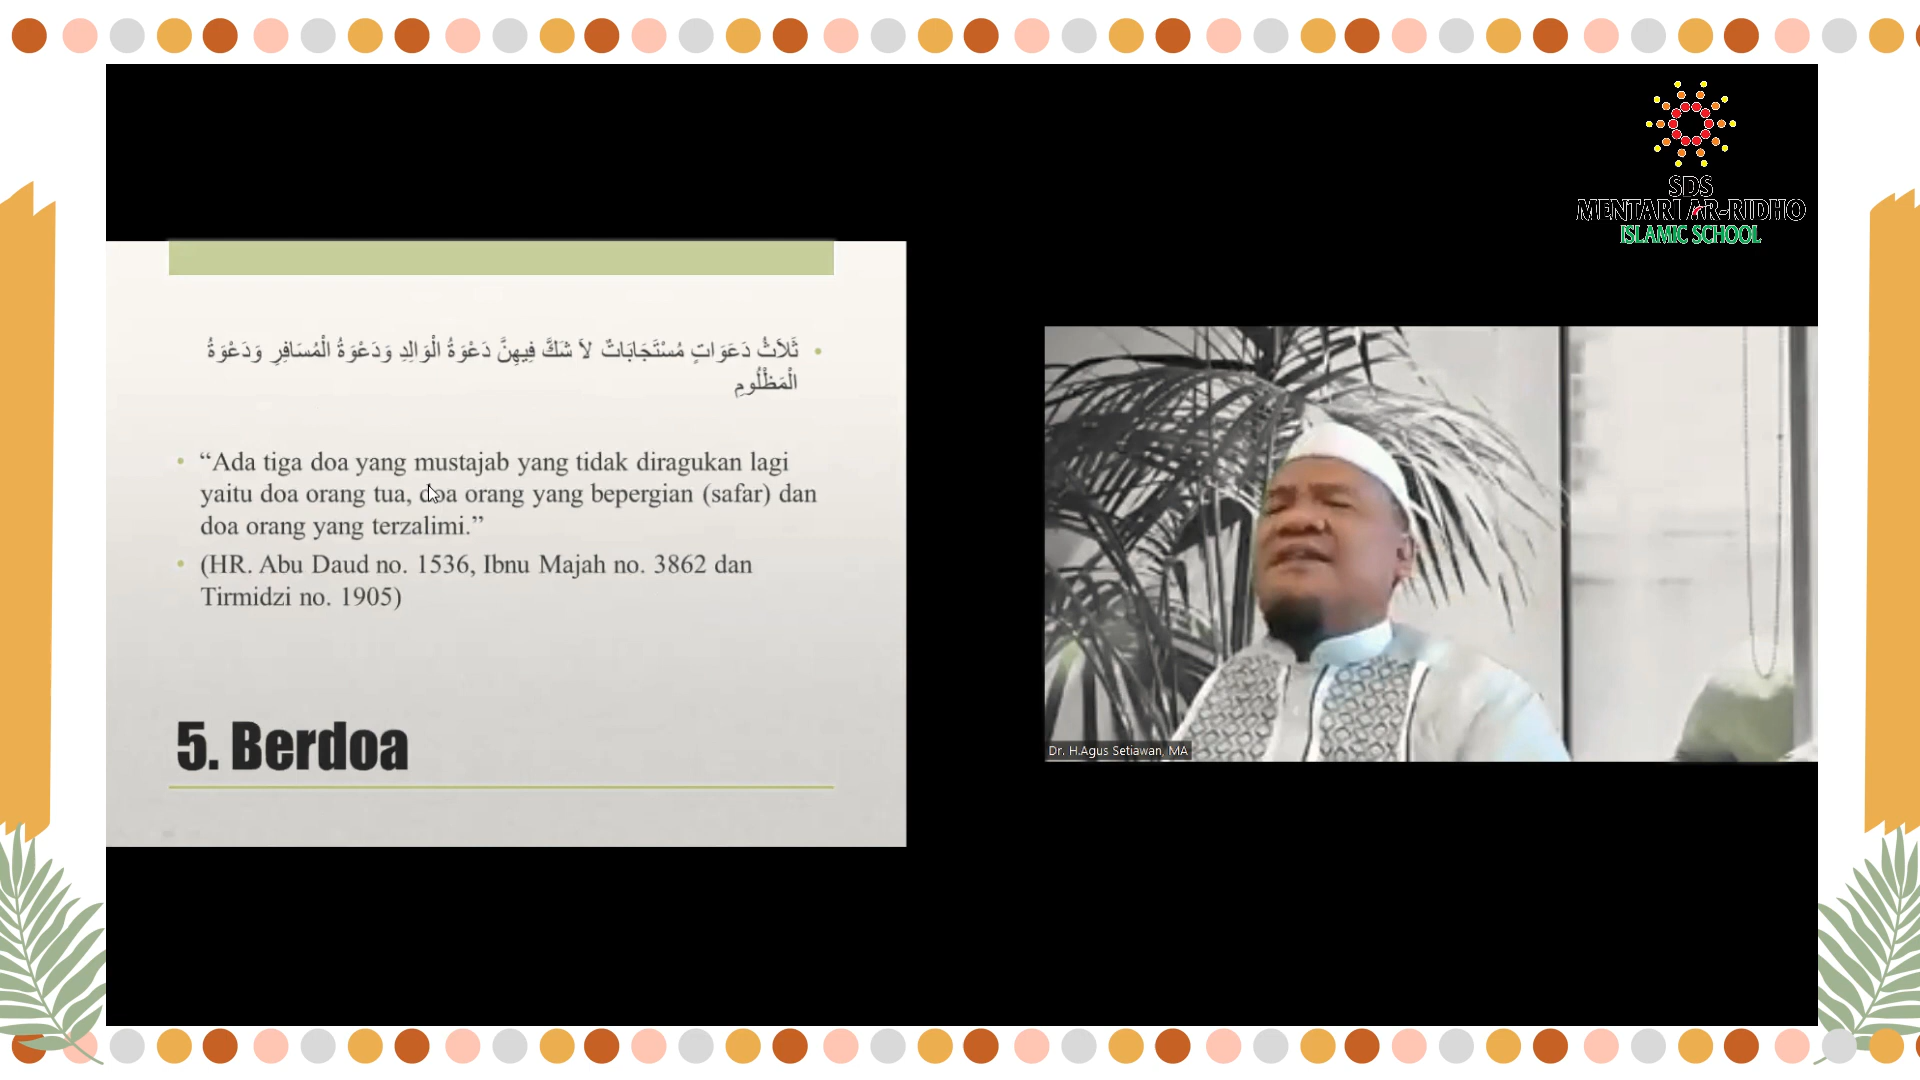 SDS
MENTARI AR-RIDHO
ISLAMIC SCHOOL
ثَلاَثُ دَعَوَاتٍ مُسْتَجَابَاتٌ لاَ شَكَّ فِيهِنَّ دَعْوَةُ الْوَالِدِ وَدَعْوَةُ الْمُسَافِرِ وَدَعْوَةُ
الْمَظْلُومِ
“Ada tiga doa yang mustajab yang tidak diragukan lagi
yaitu doa orang tua, doa orang yang bepergian (safar) dan
doa orang yang terzalimi.”
(HR. Abu Daud no. 1536, Ibnu Majah no. 3862 dan
Tirmidzi no. 1905)
5. Berdoa
Dr. H.Agus Setiawan, MA